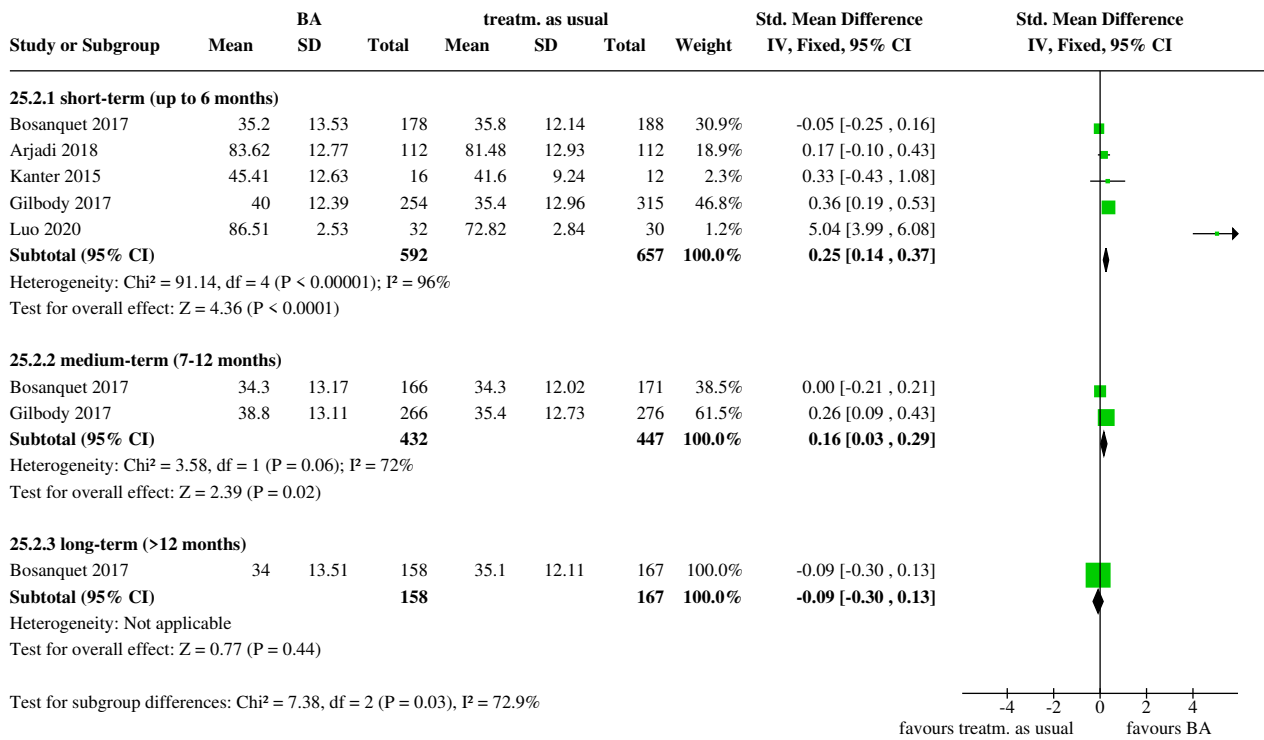 BA treatm. as usual Std. Mean Difference Std. Mean Difference
Study or Subgroup Mean SD Total Mean SD Total Weight IV, Fixed, 95% CI IV, Fixed, 95% CI
25.2.1 short-term (up to 6 months)
Bosanquet 2017 35.2 13.53 178 35.8 12.14 188 30.9% -0.05 [-0.25 , 0.16]
Arjadi 2018 83.62 12.77 112 81.48 12.93 112 18.9% 0.17 [-0.10 , 0.43]
Kanter 2015 45.41 12.63 16 41.6 9.24 12 2.3% 0.33 [-0.43 , 1.08]
Gilbody 2017 40 12.39 254 35.4 12.96 315 46.8% 0.36 [0.19 , 0.53]
Luo 2020 86.51 2.53 32 72.82 2.84 30 1.2% 5.04 [3.99 , 6.08]
Subtotal (95% CI) 592 657 100.0% 0.25 [0.14 , 0.37]
Heterogeneity: Chi² = 91.14, df = 4 (P < 0.00001); I² = 96%
Test for overall effect: Z = 4.36 (P < 0.0001)
25.2.2 medium-term (7-12 months)
Bosanquet 2017 34.3 13.17 166 34.3 12.02 171 38.5% 0.00 [-0.21 , 0.21]
Gilbody 2017 38.8 13.11 266 35.4 12.73 276 61.5% 0.26 [0.09 , 0.43]
Subtotal (95% CI) 432 447 100.0% 0.16 [0.03 , 0.29]
Heterogeneity: Chi² = 3.58, df = 1 (P = 0.06); I² = 72%
Test for overall effect: Z = 2.39 (P = 0.02)
25.2.3 long-term (>12 months)
Bosanquet 2017 34 13.51 158 35.1 12.11 167 100.0% -0.09 [-0.30 , 0.13]
Subtotal (95% CI) 158 167 100.0% -0.09 [-0.30 , 0.13]
Heterogeneity: Not applicable
Test for overall effect: Z = 0.77 (P = 0.44)
Test for subgroup differences: Chi² = 7.38, df = 2 (P = 0.03), I² = 72.9%
-4 -2 0 2 4
favours treatm. as usual favours BA